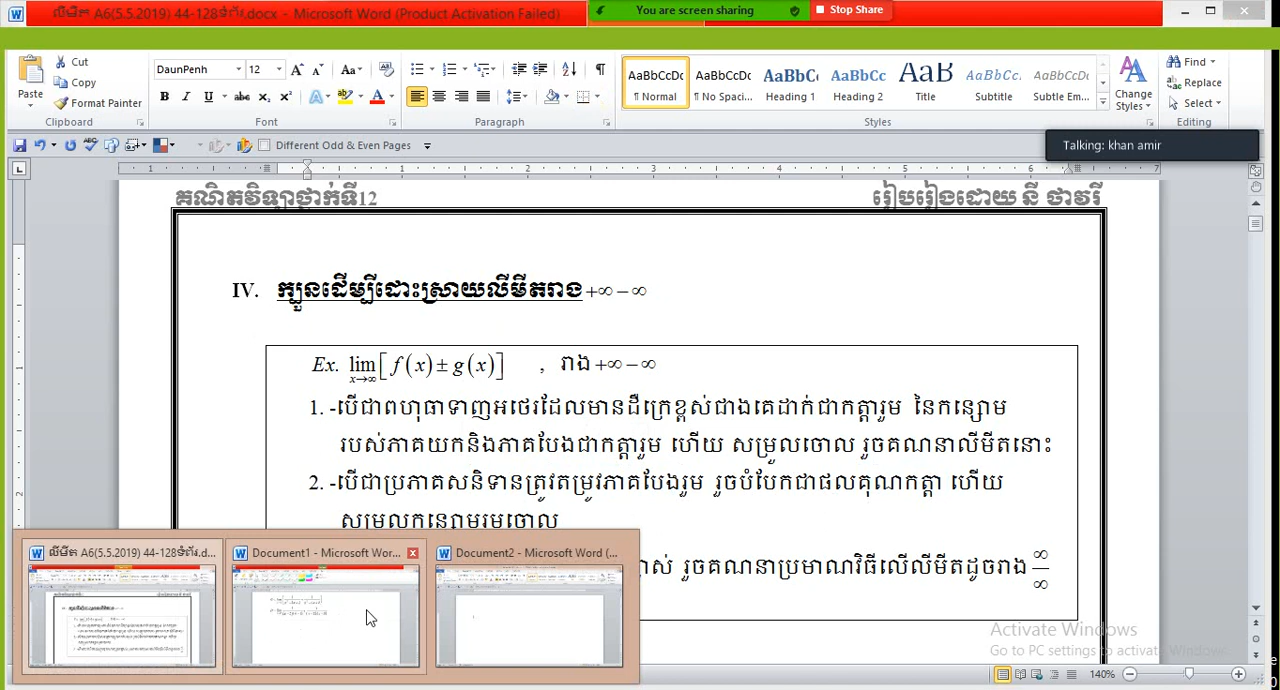 លីមីត A6(5.5.2019) 44-128ទំព័រ.docx - Microsoft Word (Product Activation Failed)
You are screen sharing
Stop Share
Cut
Copy
Format Painter
Paste
Clipboard
DaunPenh 12
Font
Paragraph
AaBbCcDc AaBbCcDc AaBbC AaBbCc AaB AaBbCc. AaBbCcDc
¶ Normal ¶ No Spaci... Heading 1 Heading 2 Title Subtitle Subtle Em...
Styles
Change Styles
Find
Replace
Select
Editing
Different Odd & Even Pages
Talking: khan amir
គណិតវិទ្យាថ្នាក់ទី12 រៀបរៀងដោយ នី ថាវរី
IV. ក្បួនដើម្បីដោះស្រាយលីមីតរាង +∞ − ∞
Ex. lim x→∞ [ f (x) ± g (x) ] , រាង +∞ − ∞
1. -បើជាពហុធាទាញអថេរដែលមានដឺក្រេខ្ពស់ជាងគេដាក់ជាកត្តារួម នៃកន្សោម
របស់ភាគយកនិងភាគបែងជាកត្តារួម ហើយ សម្រួលចោល រួចគណនាលីមីតនោះ
2. -បើជាប្រភាគសនិទានត្រូវតម្រូវភាគបែងរួម រួចបំបែកជាផលគុណកត្តា ហើយ
សម្រួលកន្សោមរួមចោល
រួចគណនាប្រមាណវិធីលើលីមីតដូចរាង ∞/∞
លីមីត A6(5.5.2019) 44-128ទំព័រ.d...
Document1 - Microsoft Wor...
Document2 - Microsoft Word (...
Activate Windows
Go to PC settings to activate Windows.
140%